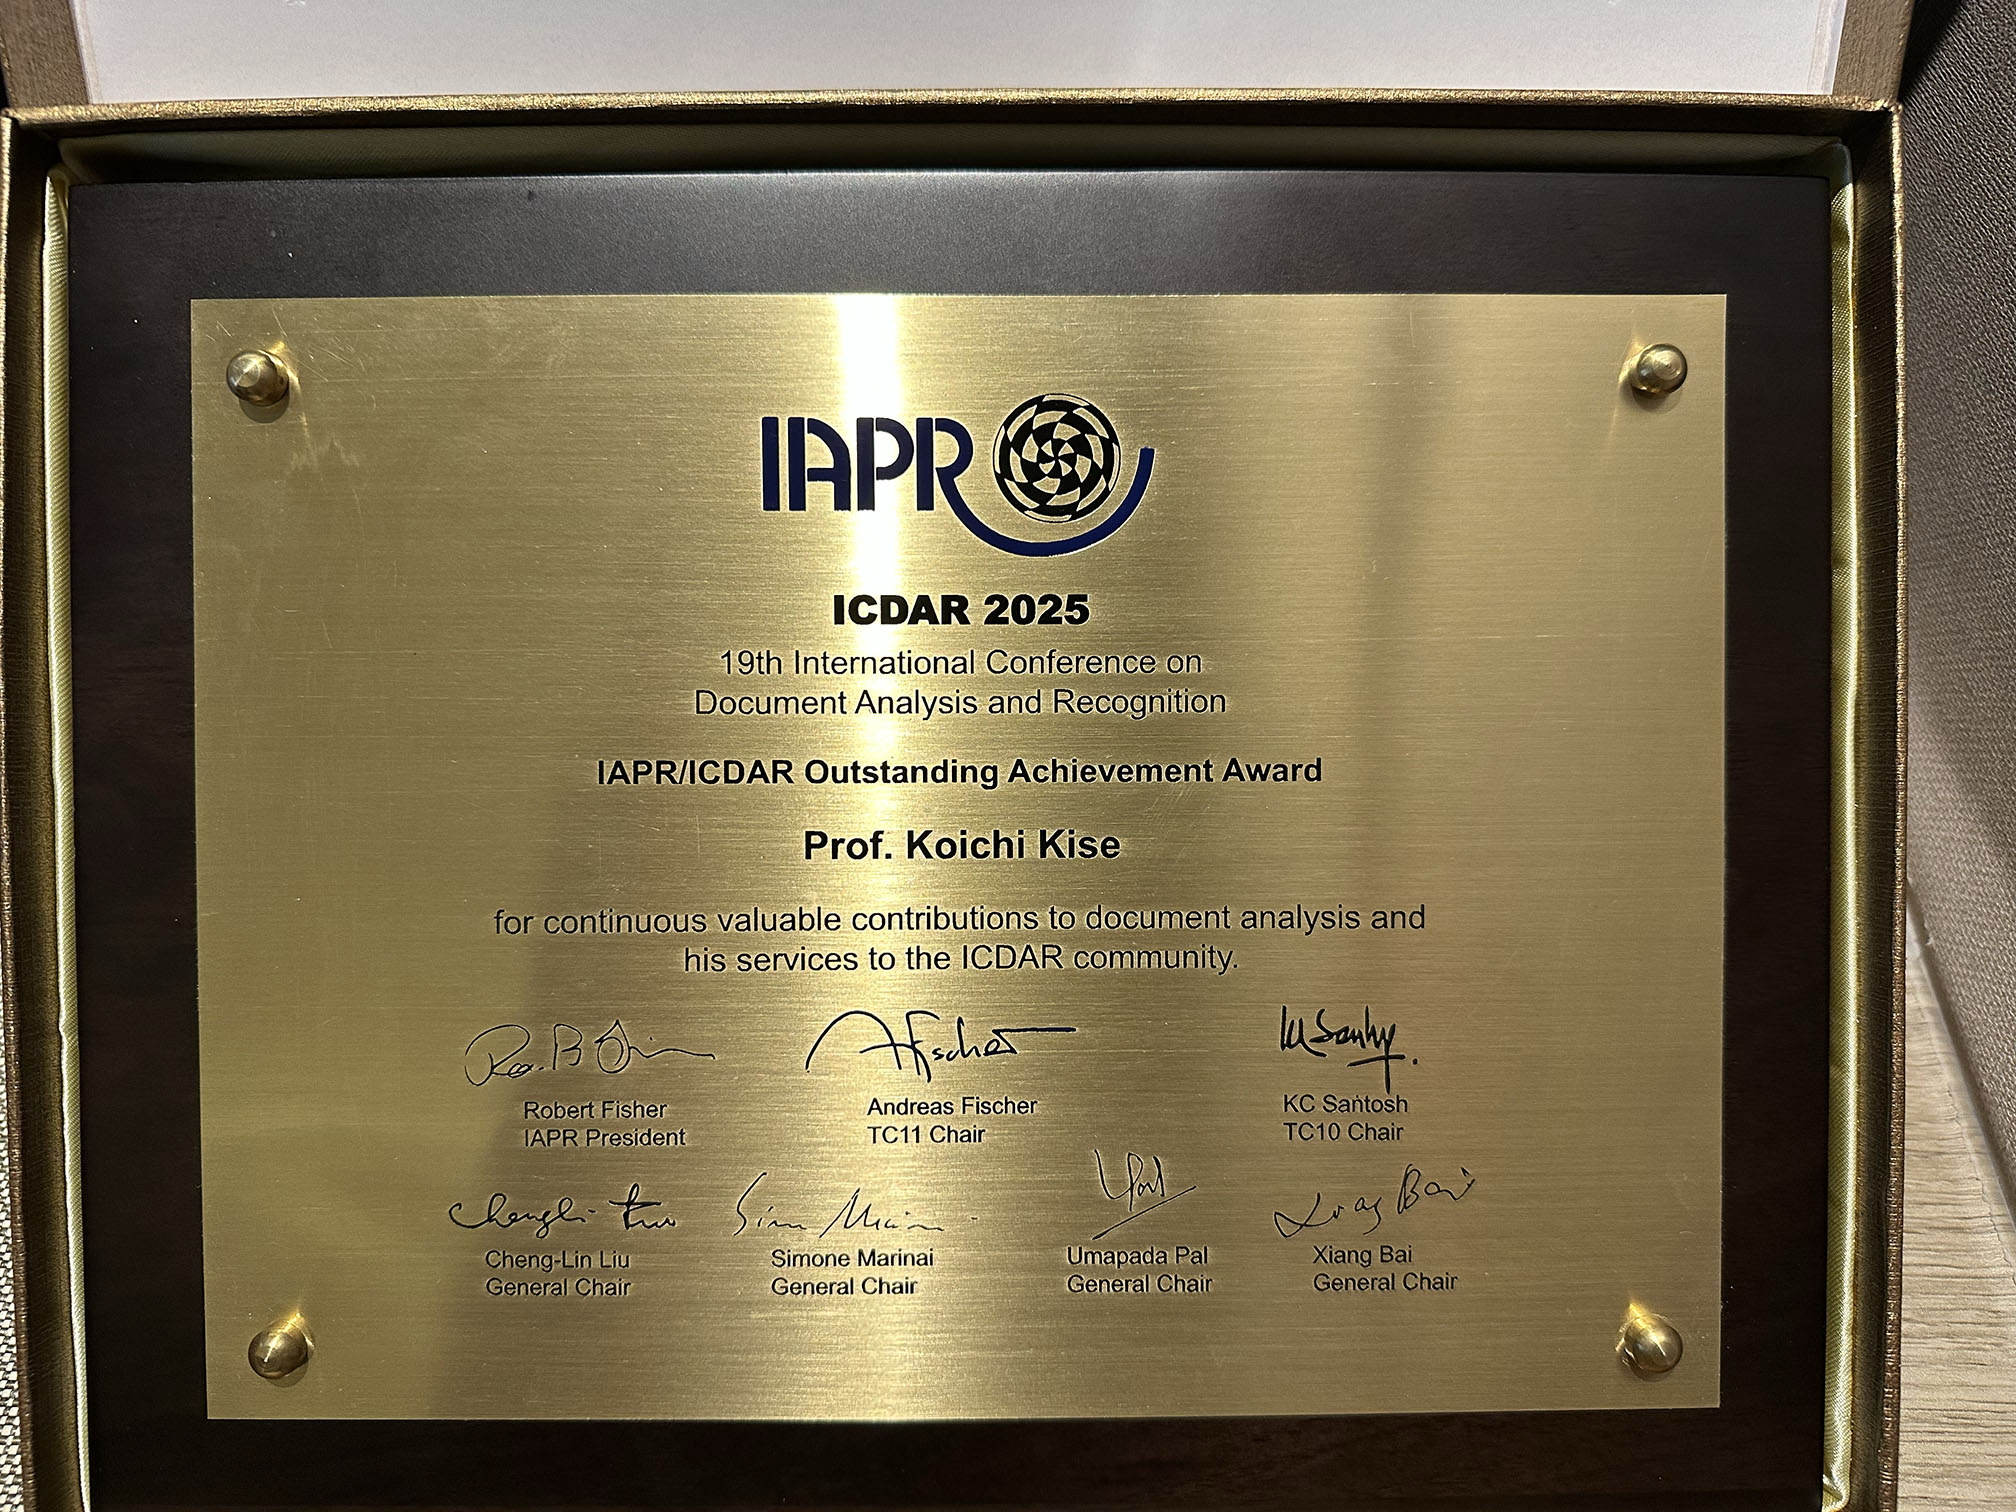 IAPR
ICDAR 2025
19th International Conference on
Document Analysis and Recognition
IAPR/ICDAR Outstanding Achievement Award
Prof. Koichi Kise
for continuous valuable contributions to document analysis and
his services to the ICDAR community.
Robert Fisher
IAPR President
Andreas Fischer
TC11 Chair
KC Santosh
TC10 Chair
Cheng-Lin Liu
General Chair
Simone Marinai
General Chair
Umapada Pal
General Chair
Xiang Bai
General Chair